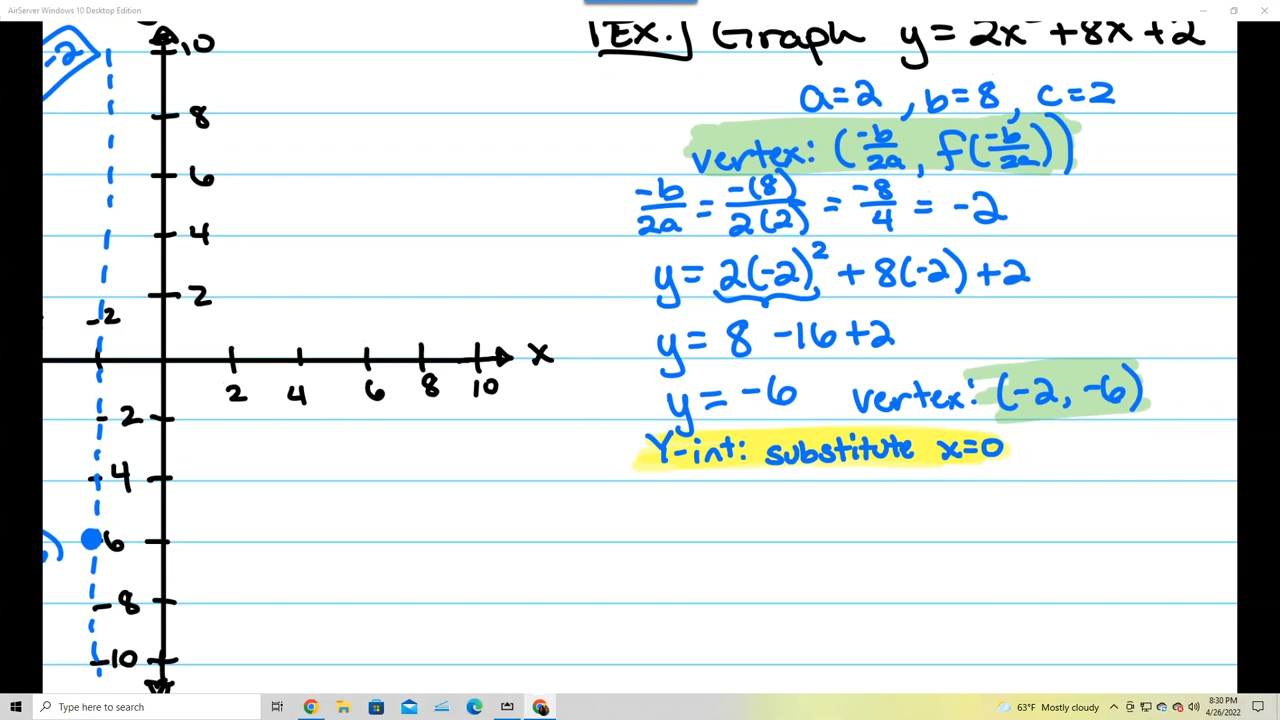 AirServer Windows 10 Desktop Edition
[EX.] Graph y = 2x² + 8x + 2
a=2 , b=8 , c=2
vertex: (-b/2a, f(-b/2a))
-b/2a = -(8)/2(2) = -8/4 = -2
y = 2(-2)² + 8(-2) + 2
y = 8 -16 +2
y = -6 vertex: (-2, -6)
Y-int: substitute x=0
-2
10
8
6
4
2
-2
2 4 6 8 10 x
-2
-4
6
-8
-10
Type here to search
63°F Mostly cloudy
8:30 PM
4/26/2022